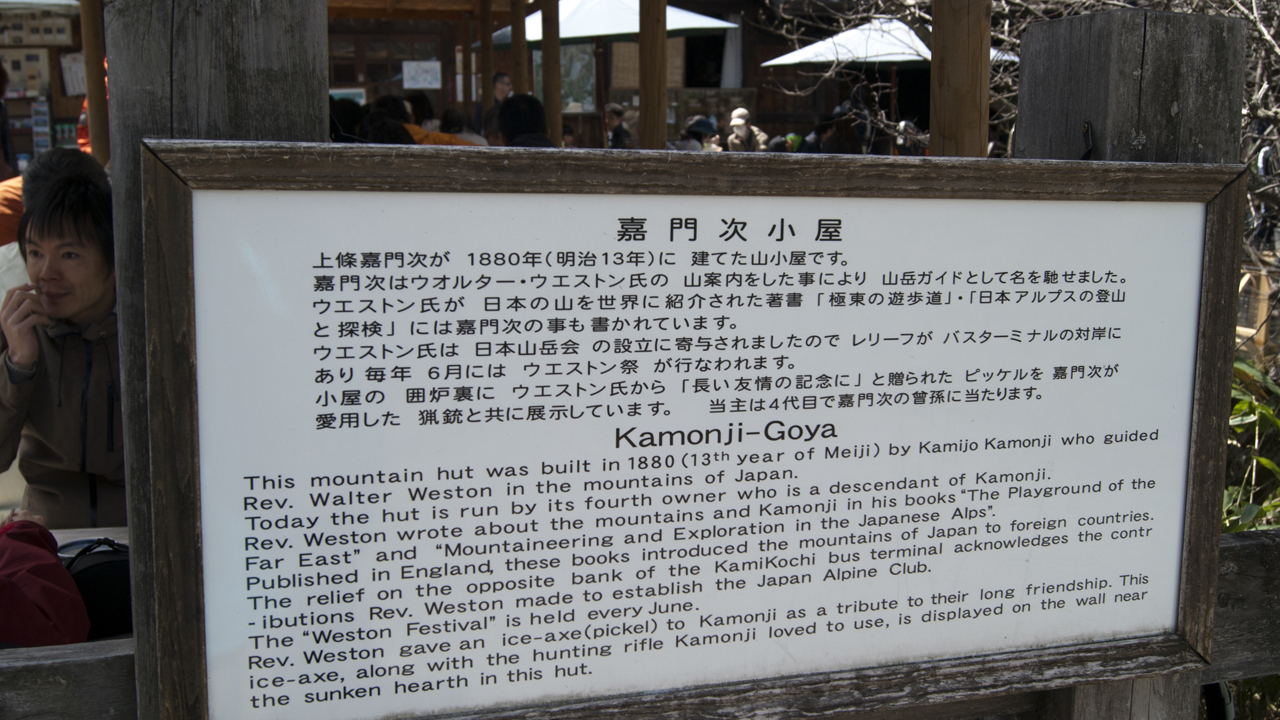 嘉門次小屋
上條嘉門次が 1880年(明治13年)に 建てた山小屋です。
嘉門次はウオルター・ウエストン氏の 山案内をした事により 山岳ガイドとして名を馳せました。
ウエストン氏が 日本の山を世界に紹介された著書「極東の遊歩道」・「日本アルプスの登山
と探検」には嘉門次の事も書かれています。
ウエストン氏は 日本山岳会 の設立に寄与されましたので レリーフが バスターミナルの対岸に
あり 毎年 6月には ウエストン祭 が行なわれます。
小屋の 囲炉裏に ウエストン氏から 「長い友情の記念に」と贈られた ピッケルを 嘉門次が
愛用した 猟銃と共に展示しています。 当主は4代目で嘉門次の曾孫に当たります。
Kamonji-Goya
This mountain hut was built in 1880 (13th year of Meiji) by Kamijo Kamonji who guided
Rev. Walter Weston in the mountains of Japan.
Today the hut is run by its fourth owner who is a descendant of Kamonji.
Rev. Weston wrote about the mountains and Kamonji in his books “The Playground of the
Far East” and “Mountaineering and Exploration in the Japanese Alps”.
Published in England, these books introduced the mountains of Japan to foreign countries.
The relief on the opposite bank of the KamiKochi bus terminal acknowledges the contr
-ibutions Rev. Weston made to establish the Japan Alpine Club.
The “Weston Festival” is held every June.
Rev. Weston gave an ice-axe(pickel) to Kamonji as a tribute to their long friendship. This
ice-axe, along with the hunting rifle Kamonji loved to use, is displayed on the wall near
the sunken hearth in this hut.